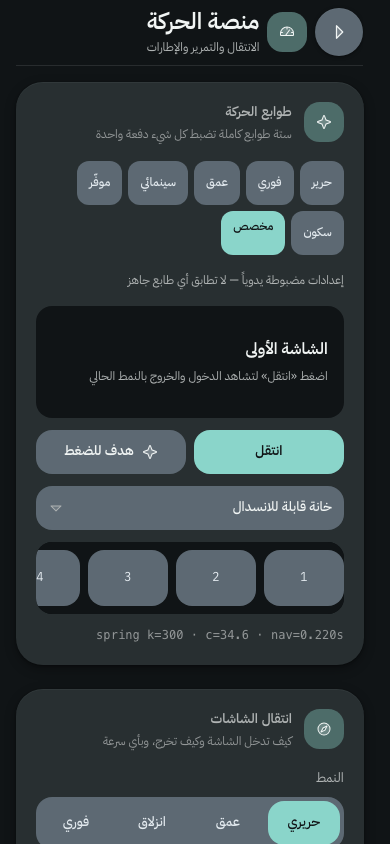 منصة الحركة
الانتقال والتمرير والإطارات
طوابع الحركة
ستة طوابع كاملة تضبط كل شيء دفعة واحدة
حرير فوري عمق سينمائي موفّر
سكون مخصص
إعدادات مضبوطة يدوياً — لا تطابق أي طابع جاهز
الشاشة الأولى
اضغط «انتقل» لتشاهد الدخول والخروج بالنمط الحالي
انتقل هدف للضغط
خانة قابلة للانسدال
1 2 3 4
spring k=300 · c=34.6 · nav=0.220s
انتقال الشاشات
كيف تدخل الشاشة وكيف تخرج، وبأي سرعة
النمط
حريري عمق انزلاق فوري